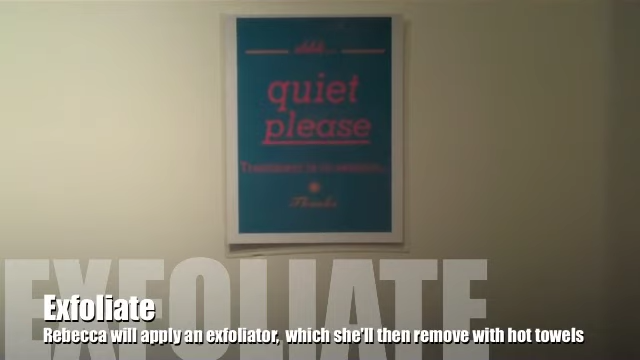 shhh...
quiet
please
Treatment is in session.
Thanks
EXFOLIATE
Exfoliate
Rebecca will apply an exfoliator, which she'll then remove with hot towels